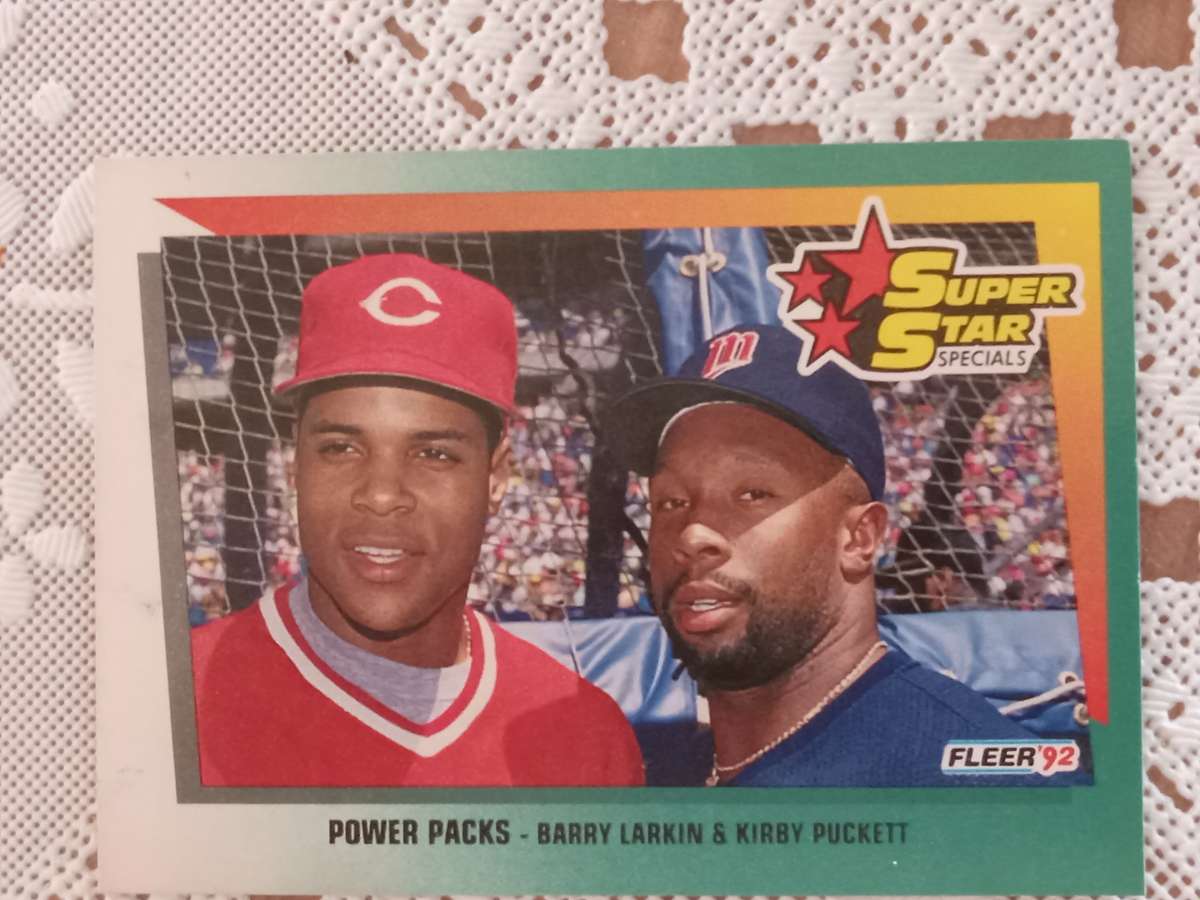 C
m
SUPER
STAR
SPECIALS
FLEER '92
POWER PACKS - BARRY LARKIN & KIRBY PUCKETT